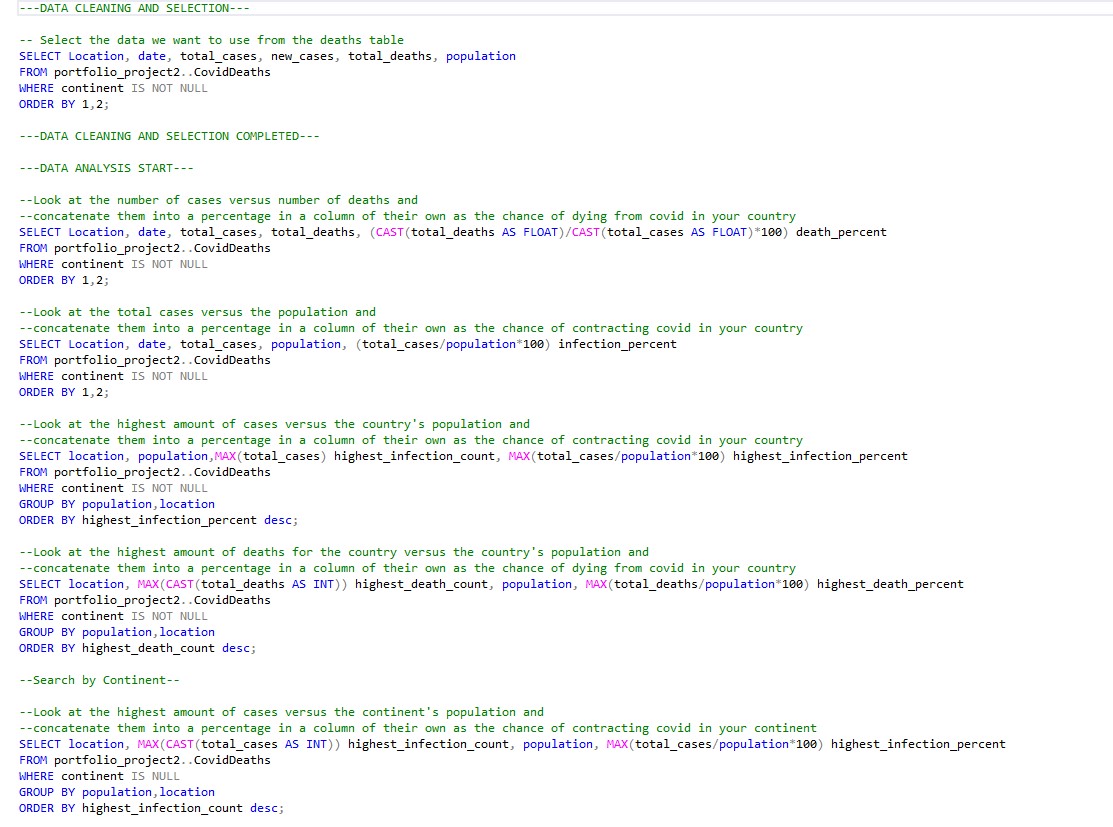 ---DATA CLEANING AND SELECTION---
-- Select the data we want to use from the deaths table
SELECT Location, date, total_cases, new_cases, total_deaths, population
FROM portfolio_project2..CovidDeaths
WHERE continent IS NOT NULL
ORDER BY 1,2;
---DATA CLEANING AND SELECTION COMPLETED---
---DATA ANALYSIS START---
--Look at the number of cases versus number of deaths and
--concatenate them into a percentage in a column of their own as the chance of dying from covid in your country
SELECT Location, date, total_cases, total_deaths, (CAST(total_deaths AS FLOAT)/CAST(total_cases AS FLOAT)*100) death_percent
FROM portfolio_project2..CovidDeaths
WHERE continent IS NOT NULL
ORDER BY 1,2;
--Look at the total cases versus the population and
--concatenate them into a percentage in a column of their own as the chance of contracting covid in your country
SELECT Location, date, total_cases, population, (total_cases/population*100) infection_percent
FROM portfolio_project2..CovidDeaths
WHERE continent IS NOT NULL
ORDER BY 1,2;
--Look at the highest amount of cases versus the country's population and
--concatenate them into a percentage in a column of their own as the chance of contracting covid in your country
SELECT location, population,MAX(total_cases) highest_infection_count, MAX(total_cases/population*100) highest_infection_percent
FROM portfolio_project2..CovidDeaths
WHERE continent IS NOT NULL
GROUP BY population,location
ORDER BY highest_infection_percent desc;
--Look at the highest amount of deaths for the country versus the country's population and
--concatenate them into a percentage in a column of their own as the chance of dying from covid in your country
SELECT location, MAX(CAST(total_deaths AS INT)) highest_death_count, population, MAX(total_deaths/population*100) highest_death_percent
FROM portfolio_project2..CovidDeaths
WHERE continent IS NOT NULL
GROUP BY population,location
ORDER BY highest_death_count desc;
--Search by Continent--
--Look at the highest amount of cases versus the continent's population and
--concatenate them into a percentage in a column of their own as the chance of contracting covid in your continent
SELECT location, MAX(CAST(total_cases AS INT)) highest_infection_count, population, MAX(total_cases/population*100) highest_infection_percent
FROM portfolio_project2..CovidDeaths
WHERE continent IS NULL
GROUP BY population,location
ORDER BY highest_infection_count desc;